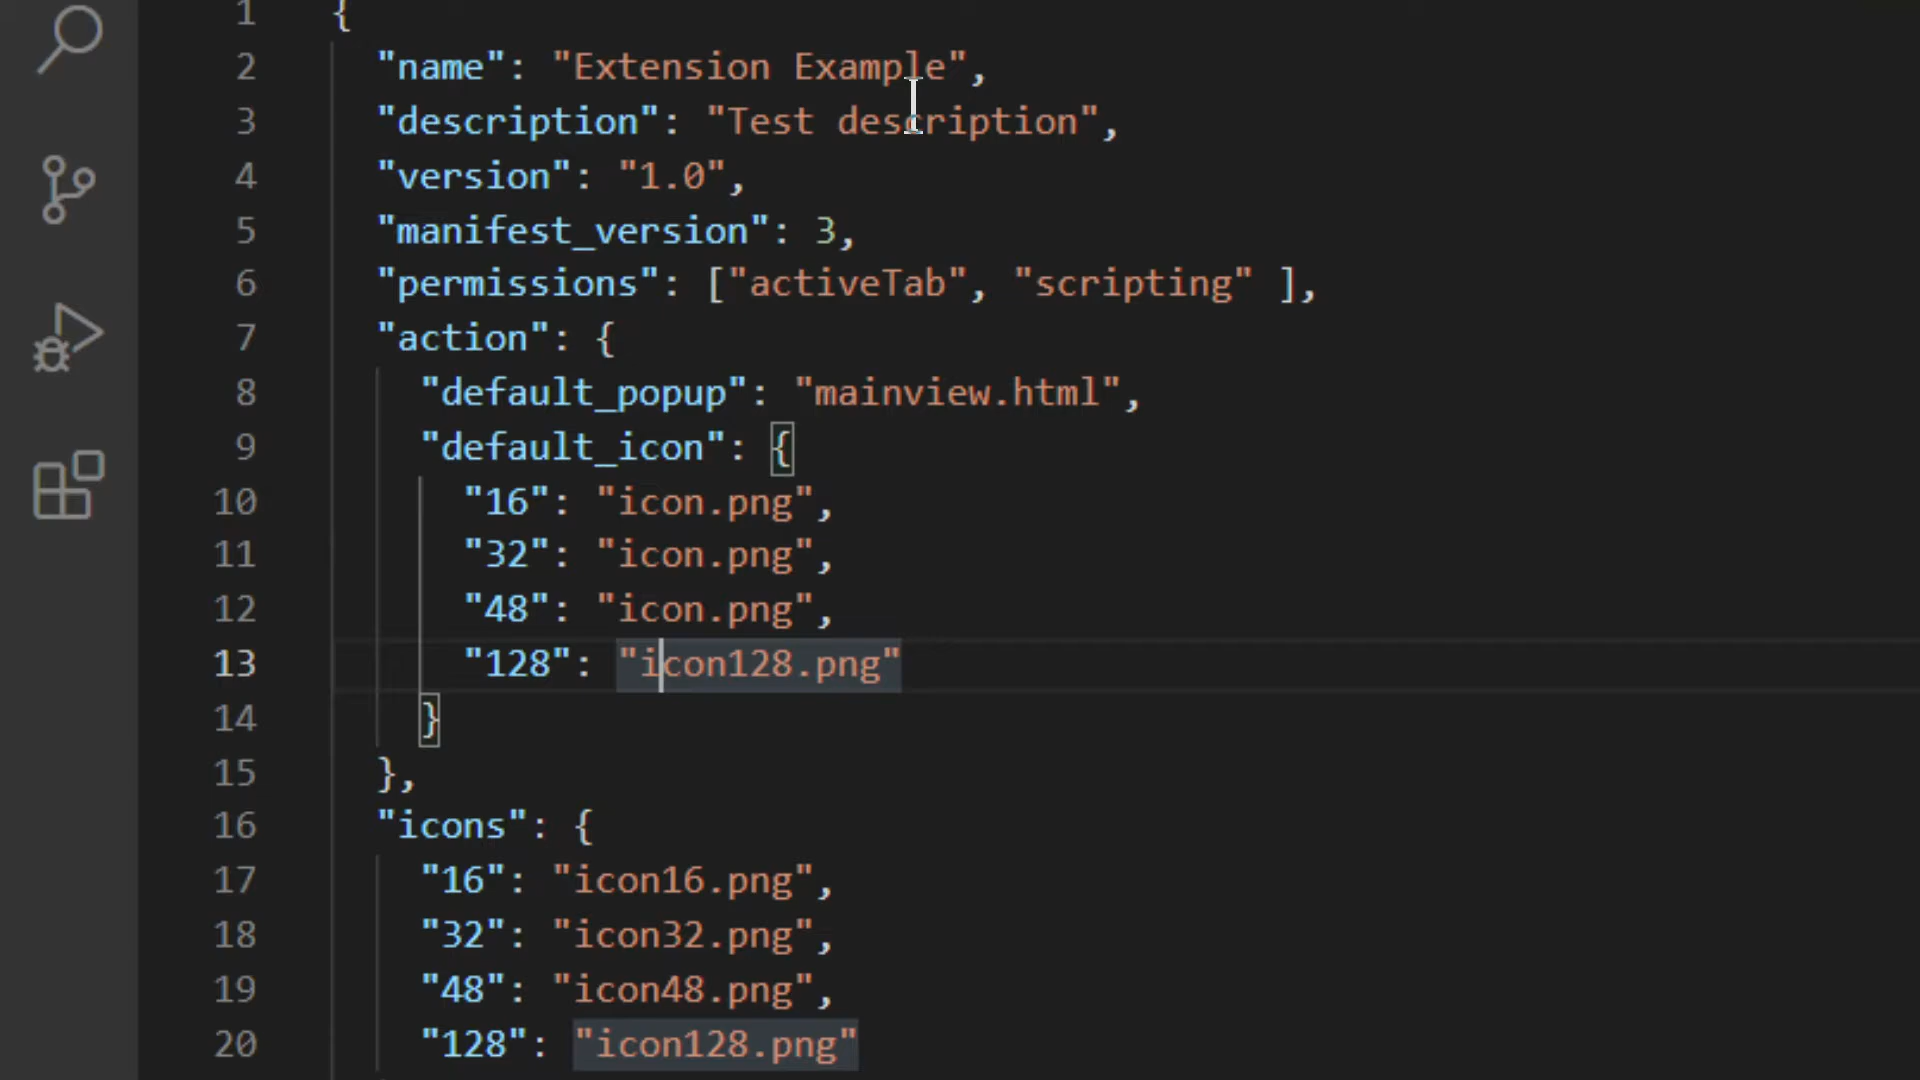 1 {
2 "name": "Extension Example",
3 "description": "Test description",
4 "version": "1.0",
5 "manifest_version": 3,
6 "permissions": ["activeTab", "scripting" ],
7 "action": {
8 "default_popup": "mainview.html",
9 "default_icon": {
10 "16": "icon.png",
11 "32": "icon.png",
12 "48": "icon.png",
13 "128": "icon128.png"
14 }
15 },
16 "icons": {
17 "16": "icon16.png",
18 "32": "icon32.png",
19 "48": "icon48.png",
20 "128": "icon128.png"